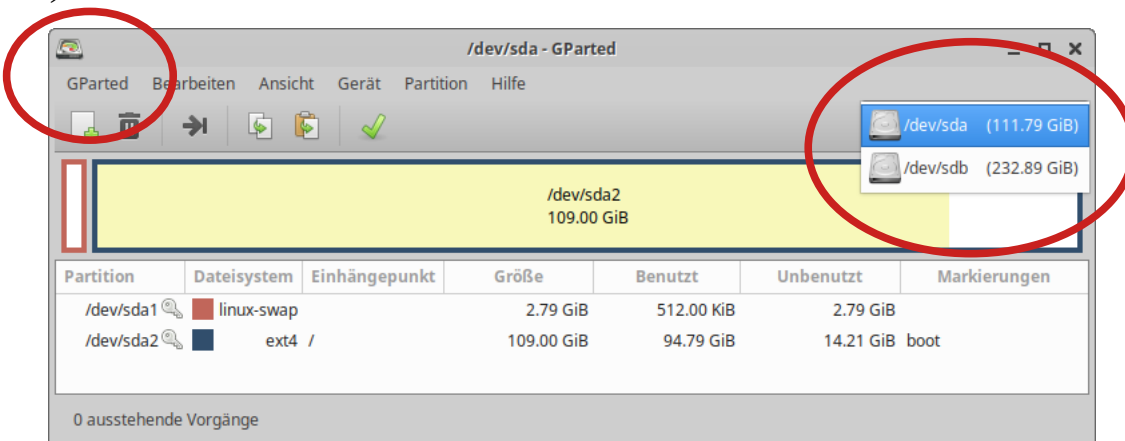 /dev/sda - GParted
GParted Bearbeiten Ansicht Gerät Partition Hilfe
/dev/sda (111.79 GiB)
/dev/sdb (232.89 GiB)
/dev/sda2
109.00 GiB
Partition Dateisystem Einhängepunkt Größe Benutzt Unbenutzt Markierungen
/dev/sda1 linux-swap 2.79 GiB 512.00 KiB 2.79 GiB
/dev/sda2 ext4 / 109.00 GiB 94.79 GiB 14.21 GiB boot
0 ausstehende Vorgänge